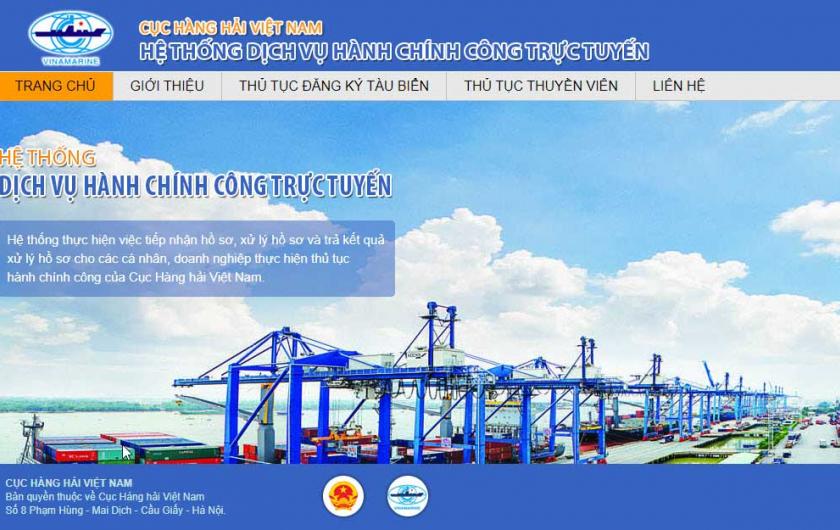 VINAMARINE
CỤC HÀNG HẢI VIỆT NAM
HỆ THỐNG DỊCH VỤ HÀNH CHÍNH CÔNG TRỰC TUYẾN
TRANG CHỦ GIỚI THIỆU THỦ TỤC ĐĂNG KÝ TÀU BIỂN THỦ TỤC THUYỀN VIÊN LIÊN HỆ
HỆ THỐNG
DỊCH VỤ HÀNH CHÍNH CÔNG TRỰC TUYẾN
Hệ thống thực hiện việc tiếp nhận hồ sơ, xử lý hồ sơ và trả kết quả
xử lý hồ sơ cho các cá nhân, doanh nghiệp thực hiện thủ tục
hành chính công của Cục Hàng hải Việt Nam.
CỤC HÀNG HẢI VIỆT NAM
Bản quyền thuộc về Cục Hàng hải Việt Nam
Số 8 Phạm Hùng - Mai Dịch - Cầu Giấy - Hà Nội.
VINAMARINE